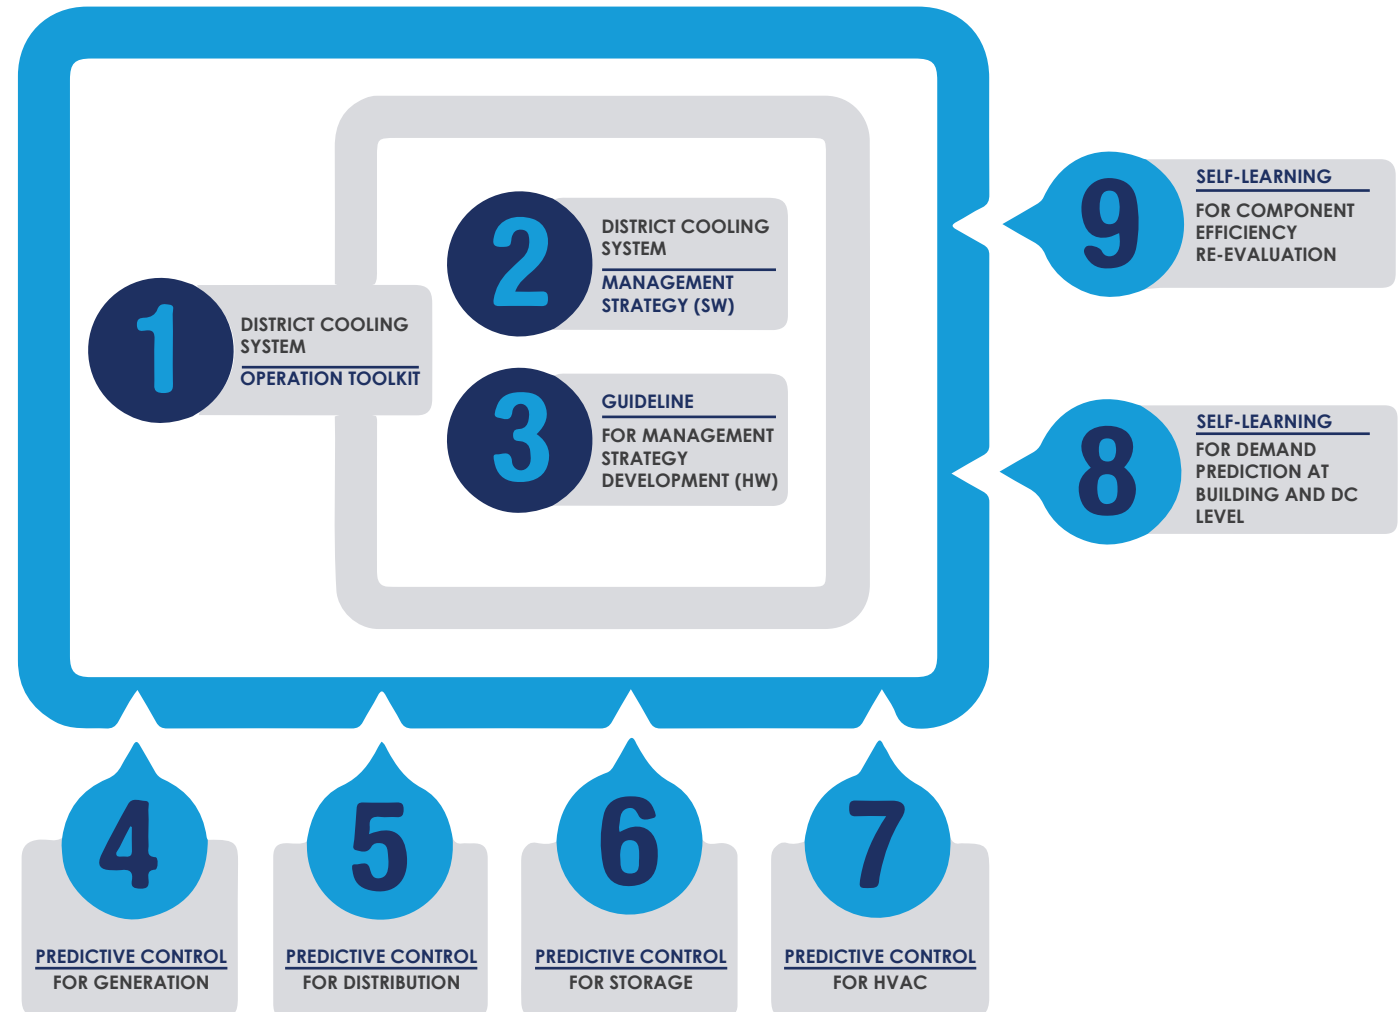 1
DISTRICT COOLING
SYSTEM
OPERATION TOOLKIT
2
DISTRICT COOLING
SYSTEM
MANAGEMENT
STRATEGY (SW)
3
GUIDELINE
FOR MANAGEMENT
STRATEGY
DEVELOPMENT (HW)
4
PREDICTIVE CONTROL
FOR GENERATION
5
PREDICTIVE CONTROL
FOR DISTRIBUTION
6
PREDICTIVE CONTROL
FOR STORAGE
7
PREDICTIVE CONTROL
FOR HVAC
8
SELF-LEARNING
FOR DEMAND
PREDICTION AT
BUILDING AND DC
LEVEL
9
SELF-LEARNING
FOR COMPONENT
EFFICIENCY
RE-EVALUATION